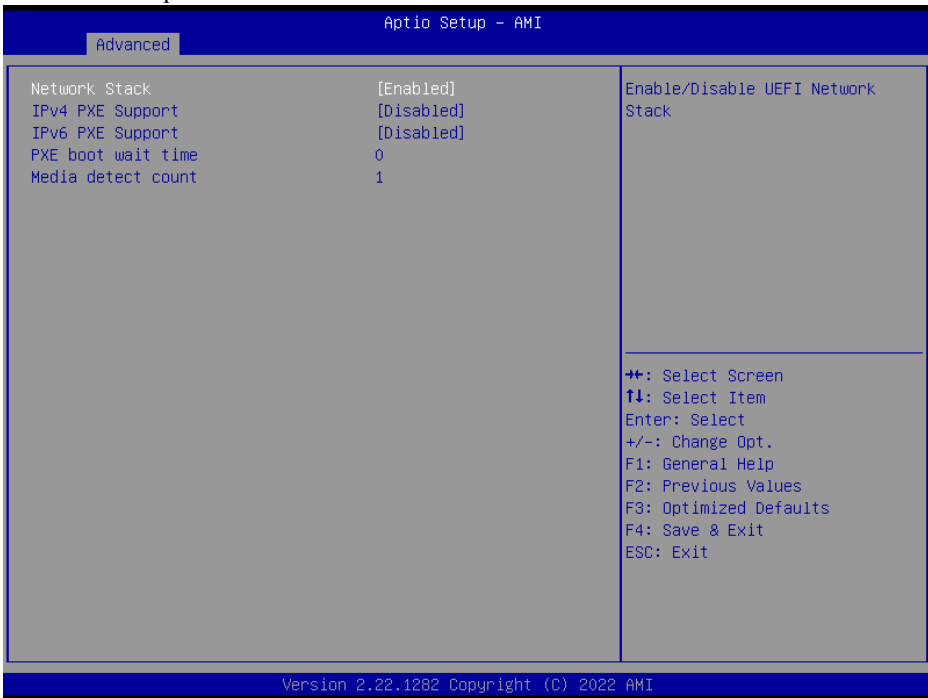 Aptio Setup - AMI
Advanced
Network Stack [Enabled]
IPv4 PXE Support [Disabled]
IPv6 PXE Support [Disabled]
PXE boot wait time 0
Media detect count 1
Enable/Disable UEFI Network
Stack
→←: Select Screen
↑↓: Select Item
Enter: Select
+/-: Change Opt.
F1: General Help
F2: Previous Values
F3: Optimized Defaults
F4: Save & Exit
ESC: Exit
Version 2.22.1282 Copyright (C) 2022 AMI